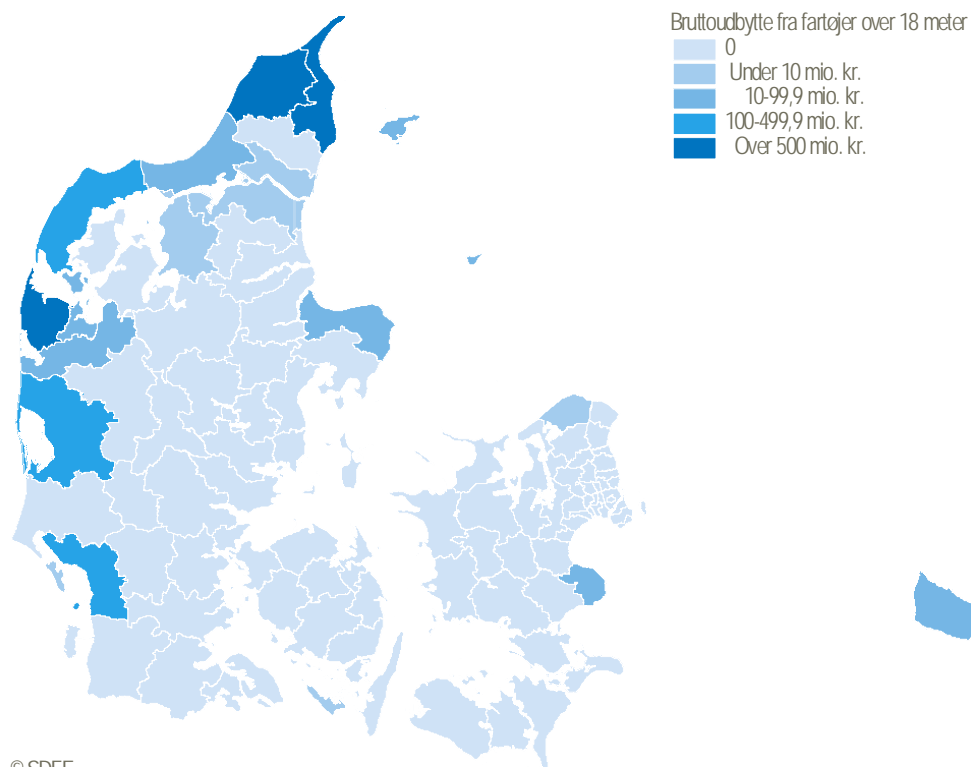 Bruttoudbytte fra fartøjer over 18 meter
0
Under 10 mio. kr.
10-99,9 mio. kr.
100-499,9 mio. kr.
Over 500 mio. kr.